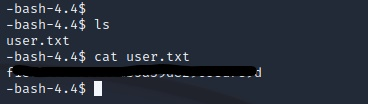 -bash-4.4$
-bash-4.4$ ls
user.txt
-bash-4.4$ cat user.txt
-bash-4.4$